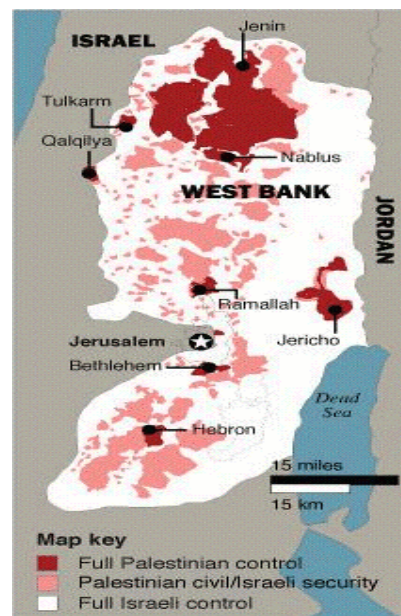 ISRAEL
Jenin
Tulkarm
Qalqilya
Nablus
WEST BANK
JORDAN
Ramallah
Jerusalem
Jericho
Bethlehem
Dead
Sea
Hebron
15 miles
15 km
Map key
Full Palestinian control
Palestinian civil/Israeli security
Full Israeli control